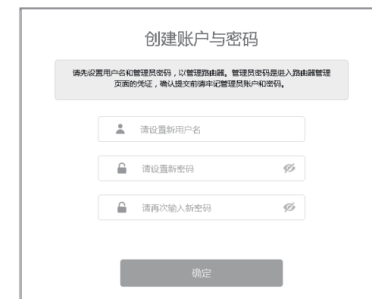 创建账户与密码
请先设置用户名和管理员密码，以管理路由器。管理员密码是进入路由器管理
页面的凭证，确认提交前请牢记管理员账户和密码。
请设置新用户名
请设置新密码
请再次输入新密码
确定